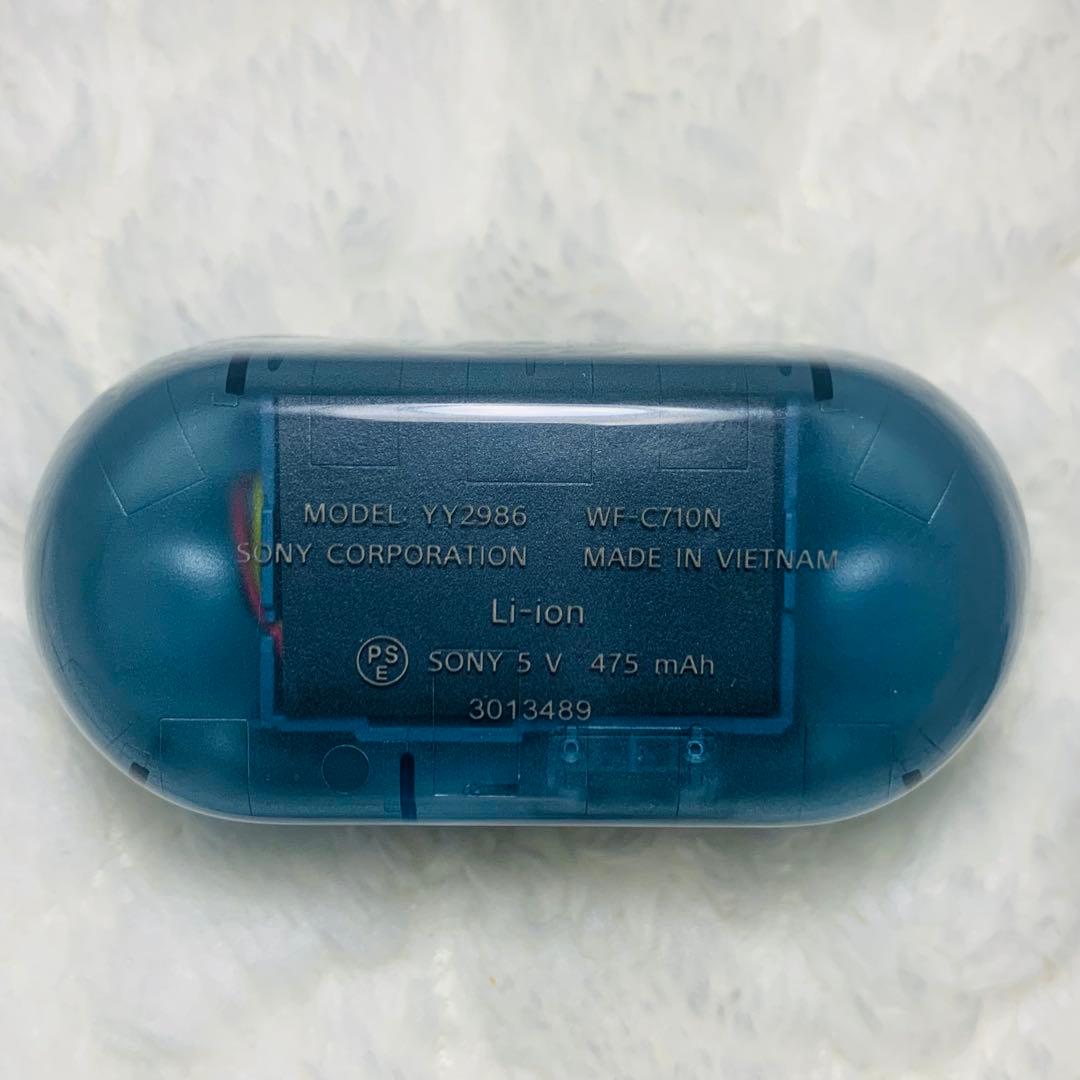 MODEL YY2986 WF-C710N
SONY CORPORATION MADE IN VIETNAM
Li-ion
PSE SONY 5 V 475 mAh
3013489